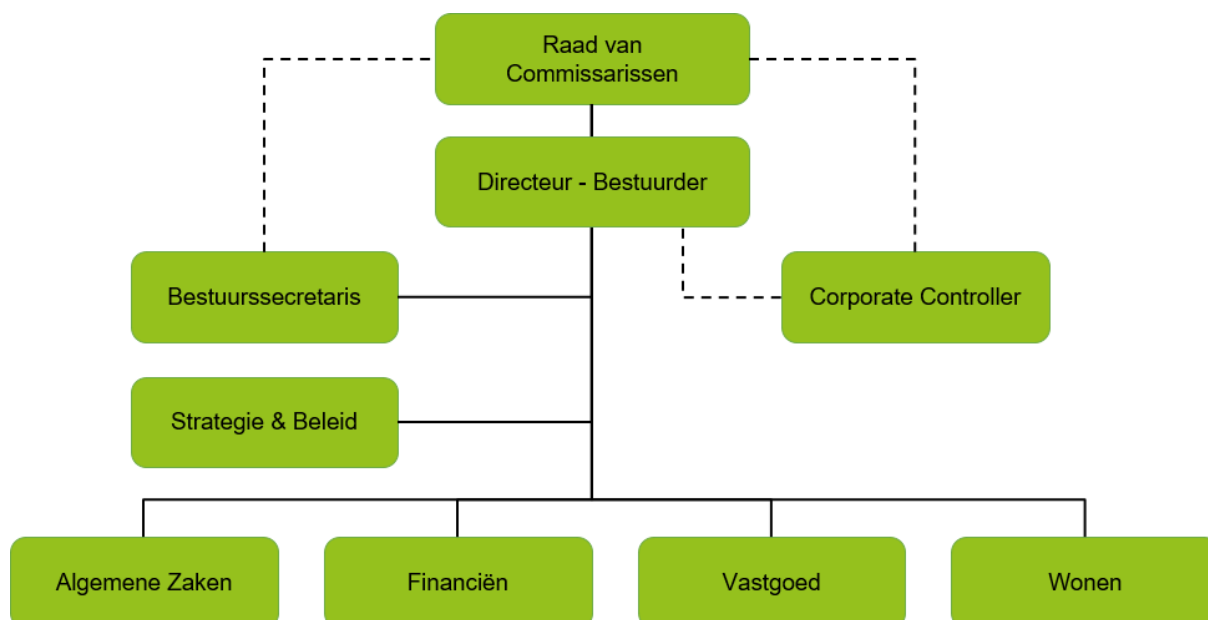 Raad van
Commissarissen
Directeur - Bestuurder
Bestuurssecretaris
Corporate Controller
Strategie & Beleid
Algemene Zaken
Financiën
Vastgoed
Wonen